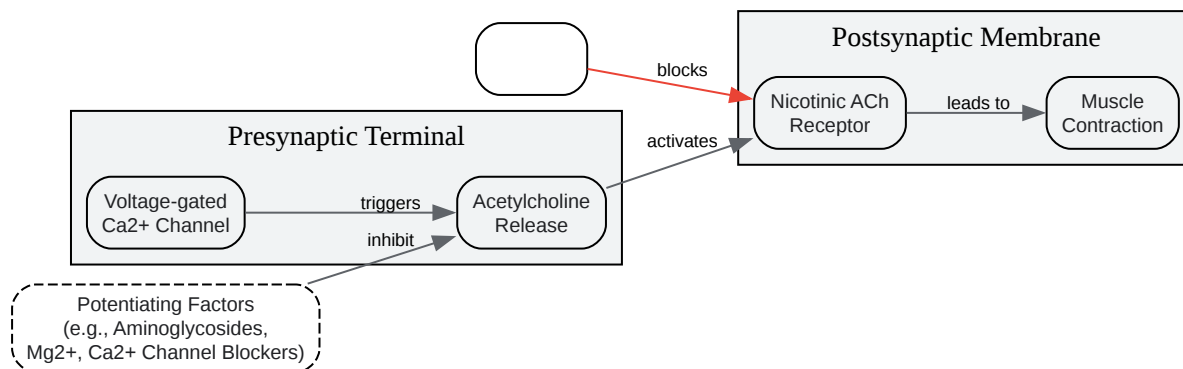 blocks
Postsynaptic Membrane
Nicotinic ACh
Receptor
leads to
Muscle
Contraction
Presynaptic Terminal
activates
Voltage-gated
Ca2+ Channel
triggers
Acetylcholine
Release
inhibit
Potentiating Factors
(e.g., Aminoglycosides,
Mg2+, Ca2+ Channel Blockers)